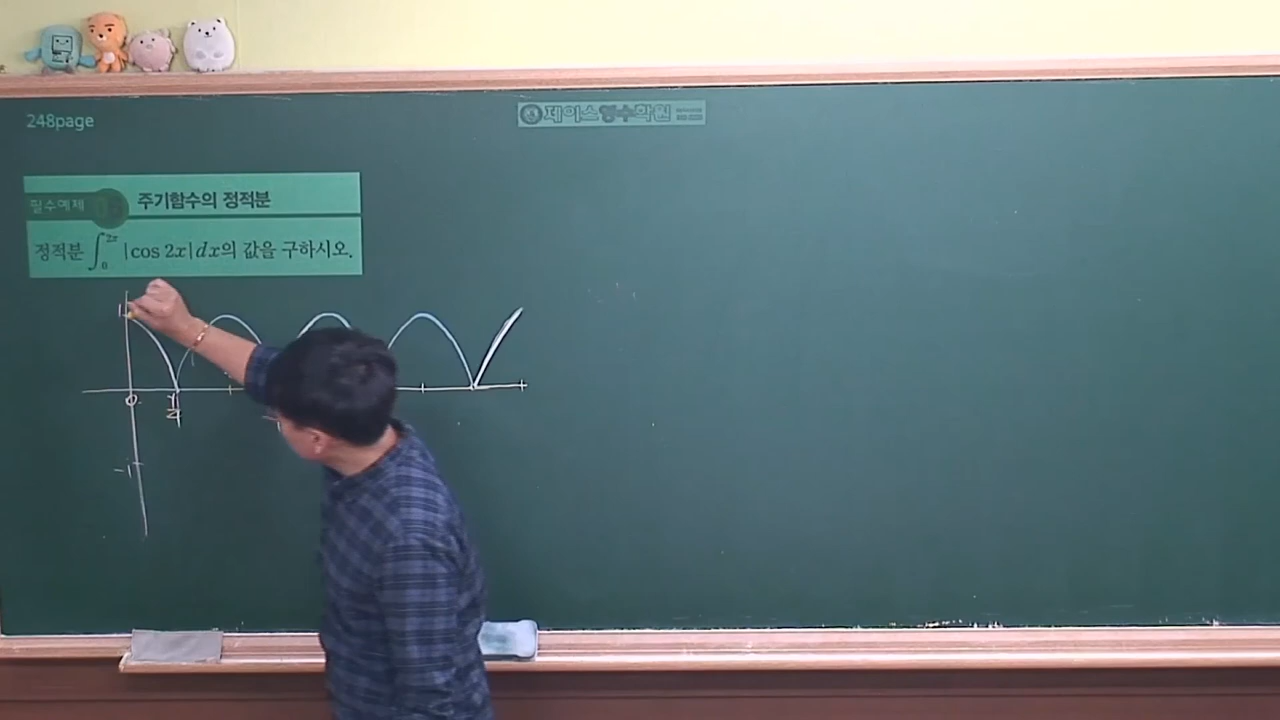 248page
제이스영수학원
필수예제 주기함수의 정적분
정적분 ∫₀^{2π} |cos 2x| dx의 값을 구하시오.
1
0
-1